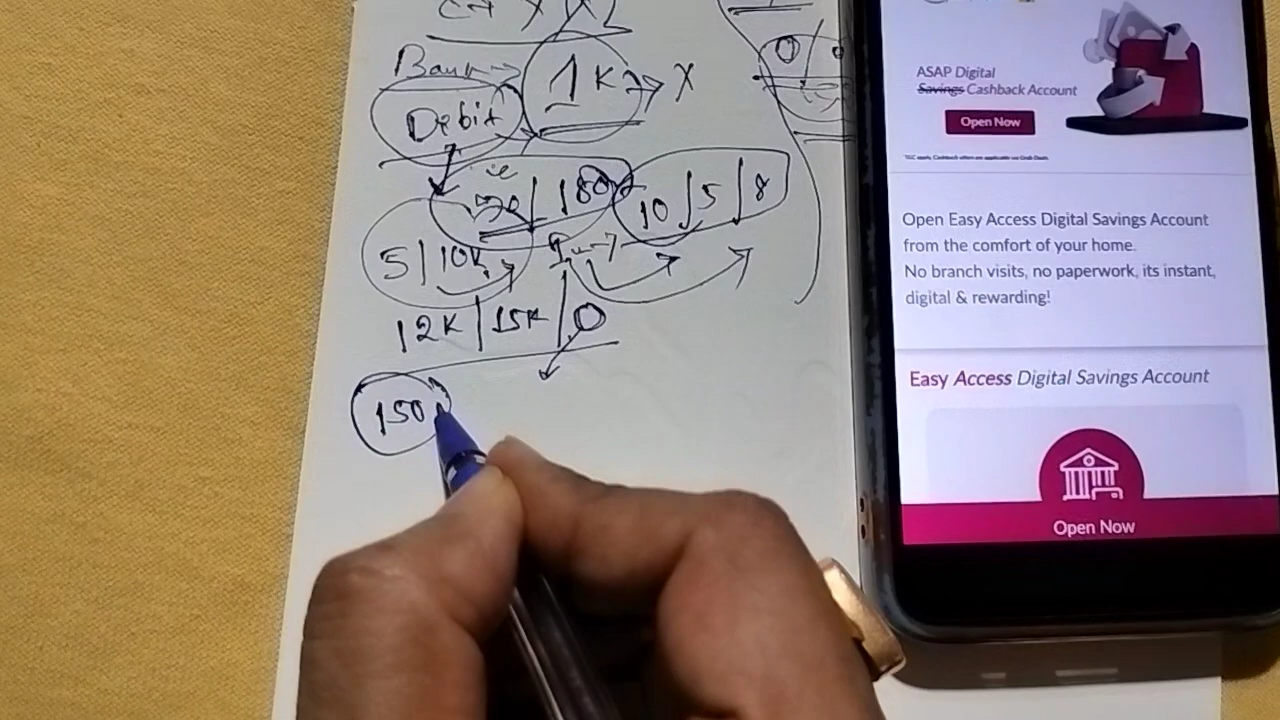 Bank
1K → X
Debit
180
10 | 5 | 8
5 | 10K
12K | 15K | 0
150
ASAP Digital
Savings Cashback Account
Open Now
Open Easy Access Digital Savings Account
from the comfort of your home.
No branch visits, no paperwork, its instant,
digital & rewarding!
Easy Access Digital Savings Account
Open Now